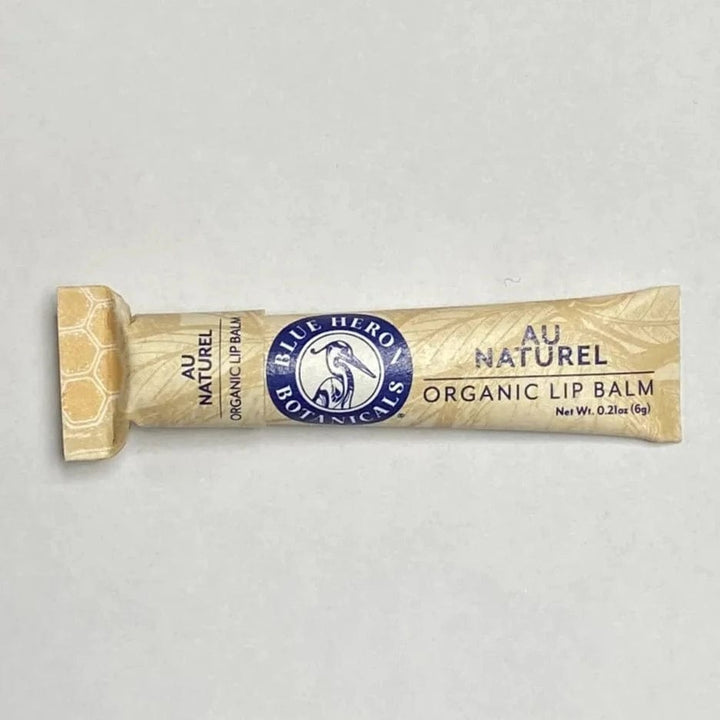 AU
NATUREL
ORGANIC LIP BALM
BLUE HERON
BOTANICALS
®
AU
NATUREL
ORGANIC LIP BALM
Net Wt. 0.21oz (6g)